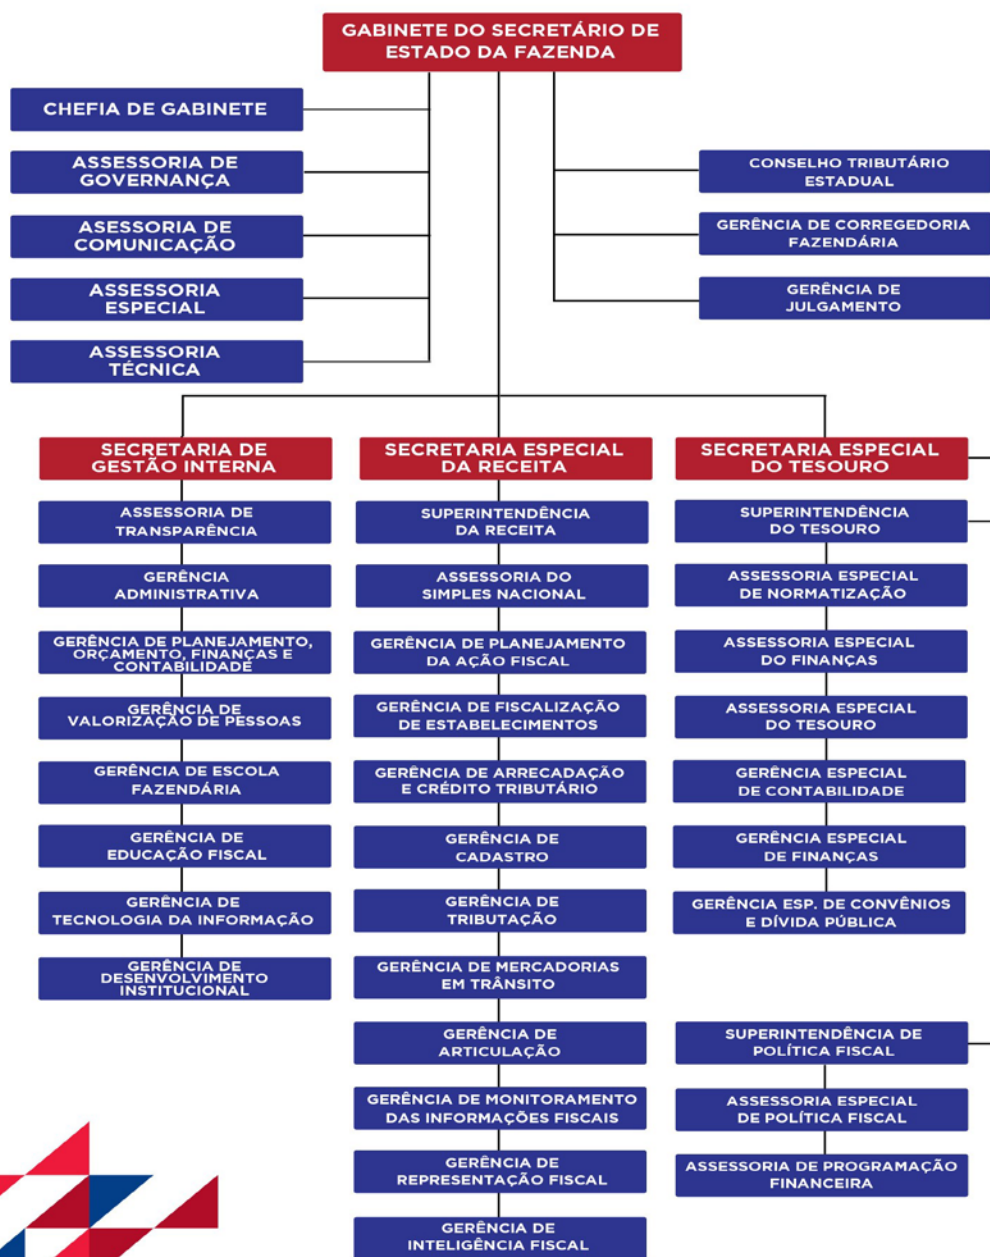 GABINETE DO SECRETÁRIO DE
ESTADO DA FAZENDA
CHEFIA DE GABINETE
ASSESSORIA DE
GOVERNANÇA
ASESSORIA DE
COMUNICAÇÃO
ASSESSORIA
ESPECIAL
ASSESSORIA
TÉCNICA
CONSELHO TRIBUTÁRIO
ESTADUAL
GERÊNCIA DE CORREGEDORIA
FAZENDÁRIA
GERÊNCIA DE
JULGAMENTO
SECRETARIA DE
GESTÃO INTERNA
ASSESSORIA DE
TRANSPARÊNCIA
GERÊNCIA
ADMINISTRATIVA
GERÊNCIA DE PLANEJAMENTO,
ORÇAMENTO, FINANÇAS E
CONTABILIDADE
GERÊNCIA DE
VALORIZAÇÃO DE PESSOAS
GERÊNCIA DE ESCOLA
FAZENDÁRIA
GERÊNCIA DE
EDUCAÇÃO FISCAL
GERÊNCIA DE
TECNOLOGIA DA INFORMAÇÃO
GERÊNCIA DE
DESENVOLVIMENTO
INSTITUCIONAL
SECRETARIA ESPECIAL
DA RECEITA
SUPERINTENDÊNCIA
DA RECEITA
ASSESSORIA DO
SIMPLES NACIONAL
GERÊNCIA DE PLANEJAMENTO
DA AÇÃO FISCAL
GERÊNCIA DE FISCALIZAÇÃO
DE ESTABELECIMENTOS
GERÊNCIA DE ARRECADAÇÃO
E CRÉDITO TRIBUTÁRIO
GERÊNCIA DE
CADASTRO
GERÊNCIA DE
TRIBUTAÇÃO
GERÊNCIA DE MERCADORIAS
EM TRÂNSITO
GERÊNCIA DE
ARTICULAÇÃO
GERÊNCIA DE MONITORAMENTO
DAS INFORMAÇÕES FISCAIS
GERÊNCIA DE
REPRESENTAÇÃO FISCAL
GERÊNCIA DE
INTELIGÊNCIA FISCAL
SECRETARIA ESPECIAL
DO TESOURO
SUPERINTENDÊNCIA
DO TESOURO
ASSESSORIA ESPECIAL
DE NORMATIZAÇÃO
ASSESSORIA ESPECIAL
DO FINANÇAS
ASSESSORIA ESPECIAL
DO TESOURO
GERÊNCIA ESPECIAL
DE CONTABILIDADE
GERÊNCIA ESPECIAL
DE FINANÇAS
GERÊNCIA ESP. DE CONVÊNIOS
E DÍVIDA PÚBLICA
SUPERINTENDÊNCIA DE
POLÍTICA FISCAL
ASSESSORIA ESPECIAL
DE POLÍTICA FISCAL
ASSESSORIA DE PROGRAMAÇÃO
FINANCEIRA